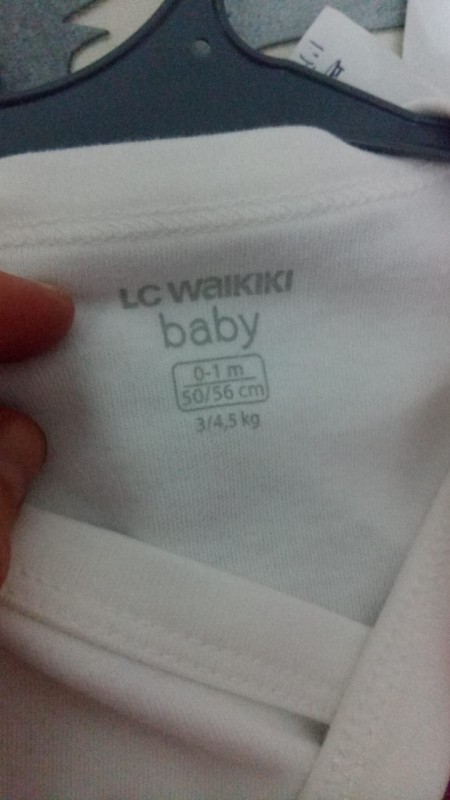 LC WAIKIKI
baby
0-1 m
50/56 cm
3/4,5 kg